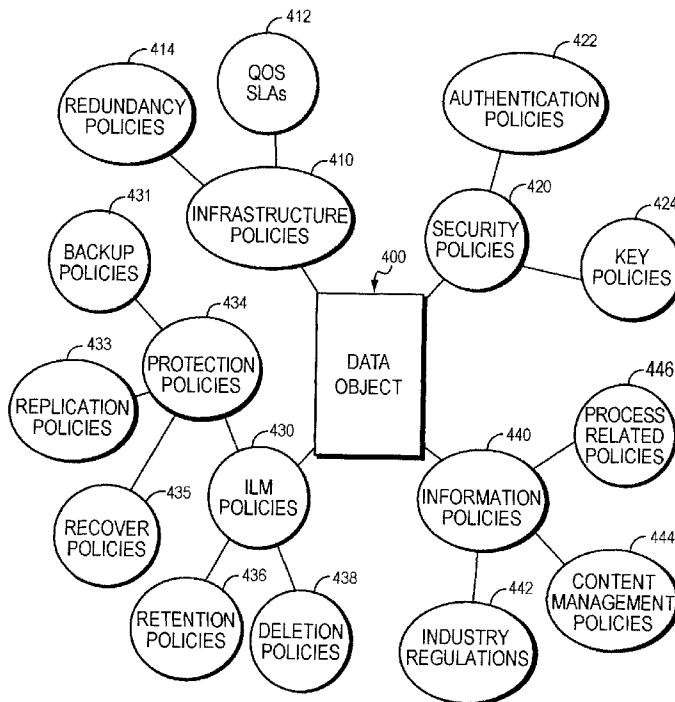 412
QOS
SLAs
414
REDUNDANCY
POLICIES
422
AUTHENTICATION
POLICIES
410
INFRASTRUCTURE
POLICIES
420
SECURITY
POLICIES
424
KEY
POLICIES
431
BACKUP
POLICIES
400
DATA
OBJECT
434
PROTECTION
POLICIES
433
REPLICATION
POLICIES
446
PROCESS
RELATED
POLICIES
430
ILM
POLICIES
440
INFORMATION
POLICIES
435
RECOVER
POLICIES
436
RETENTION
POLICIES
438
DELETION
POLICIES
442
INDUSTRY
REGULATIONS
444
CONTENT
MANAGEMENT
POLICIES